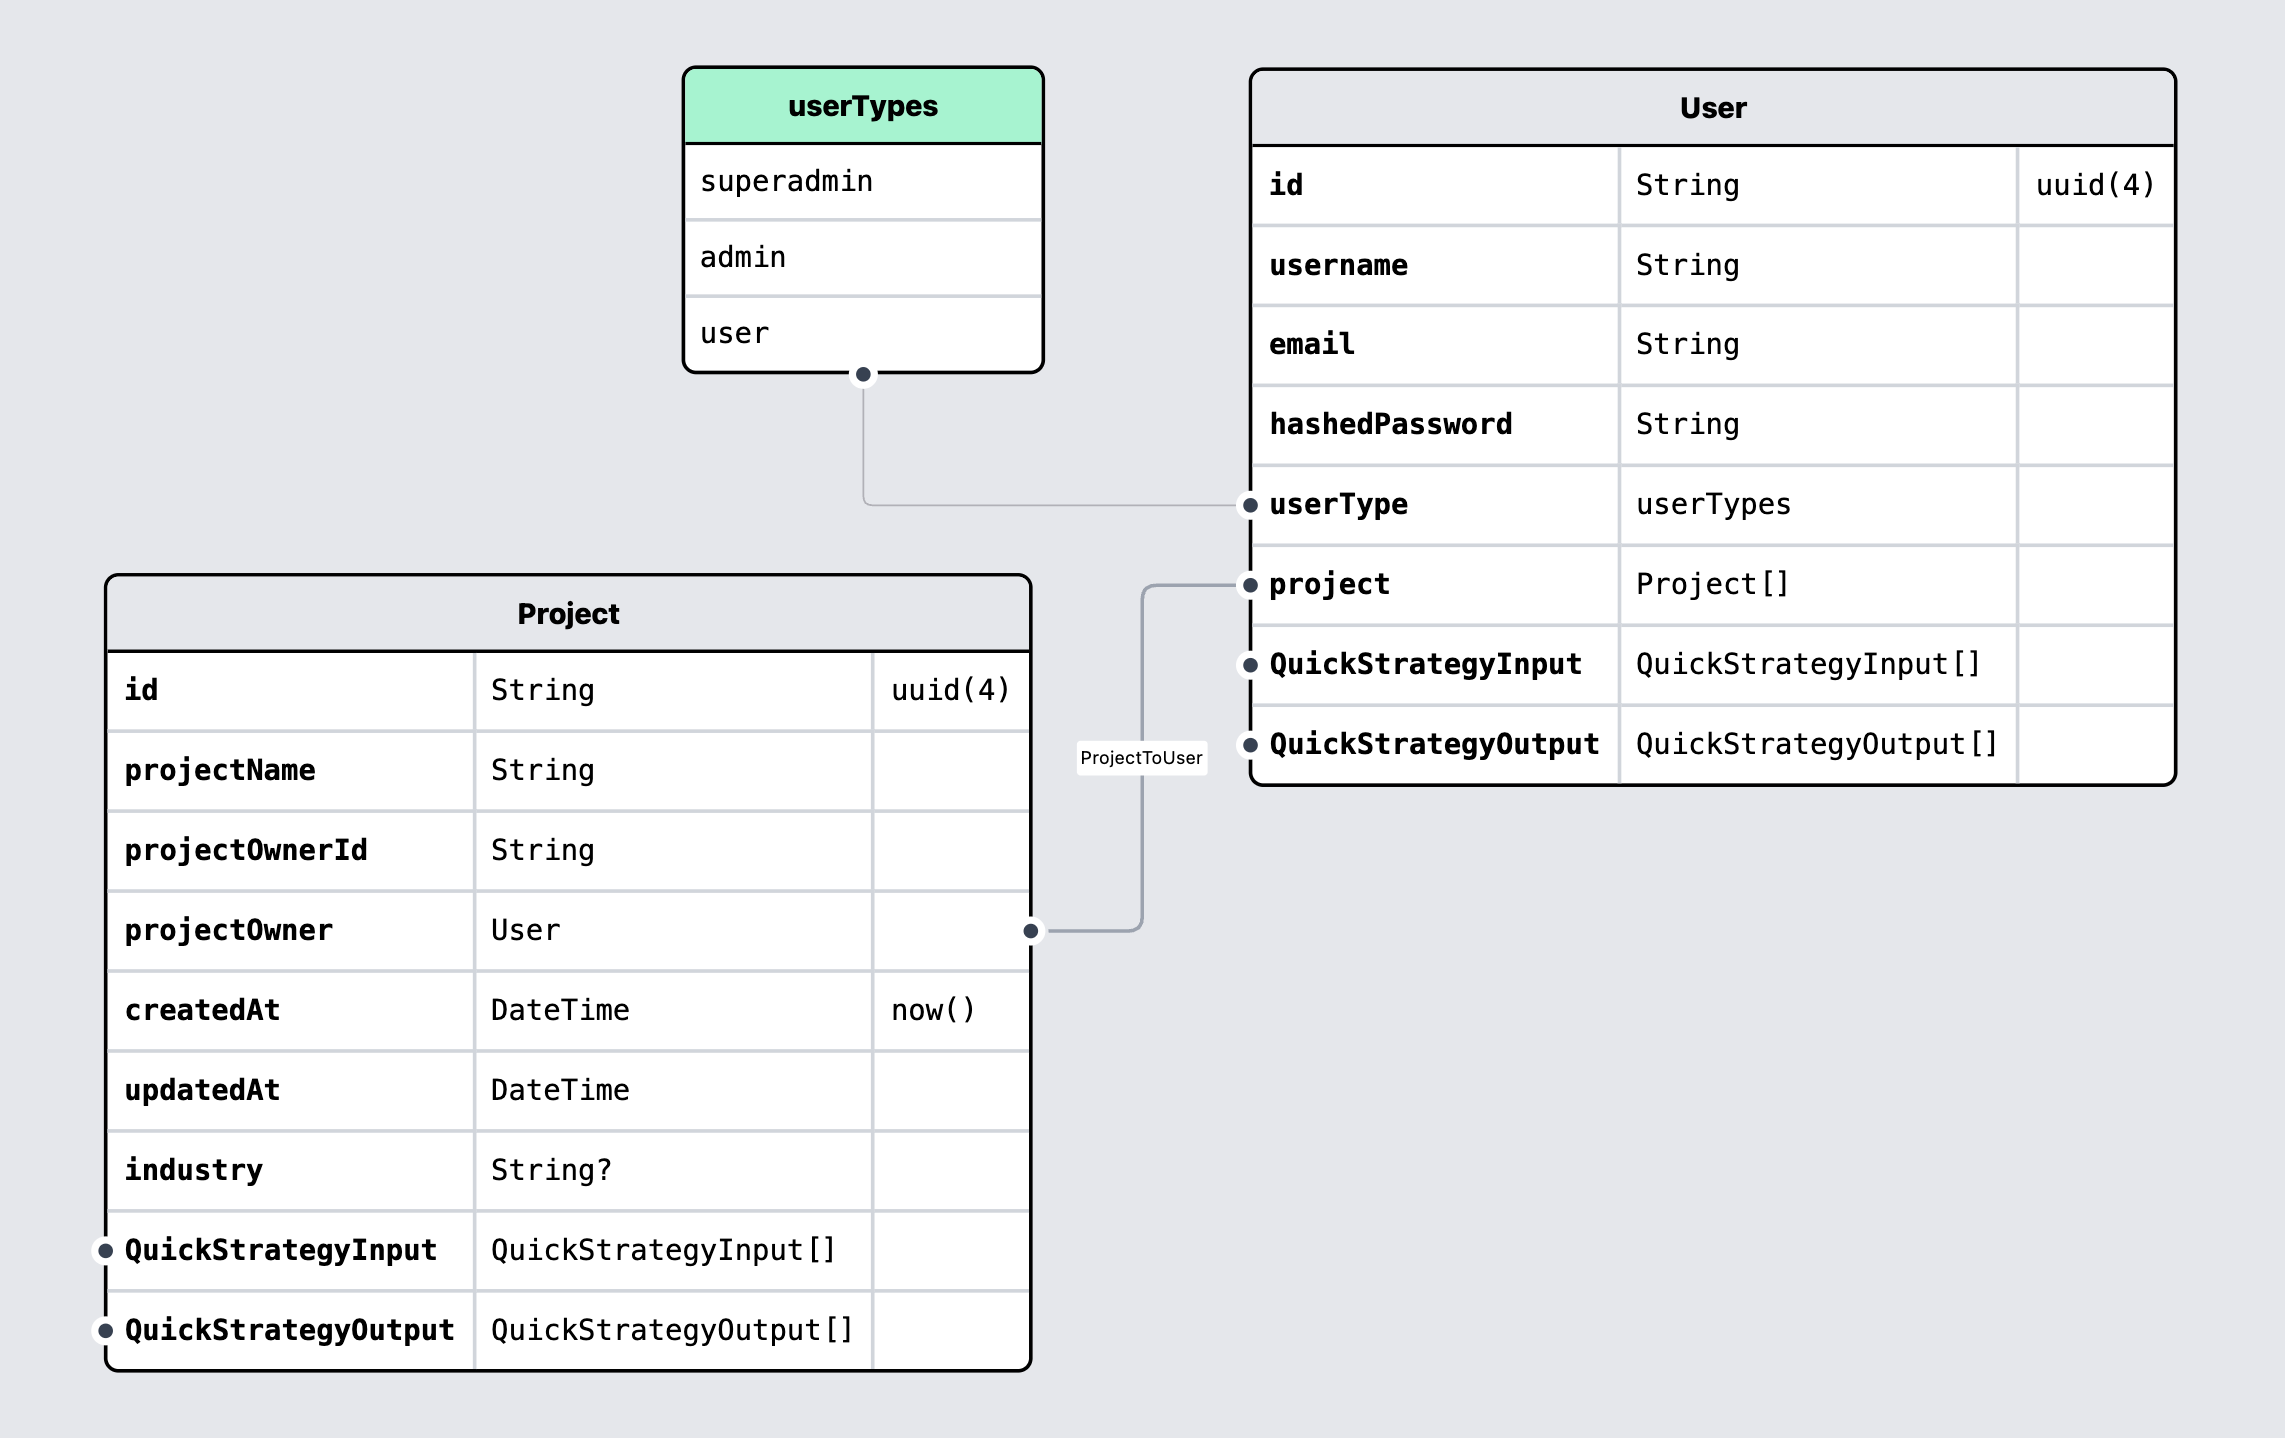 userTypes
superadmin
admin
user
User
id String uuid(4)
username String
email String
hashedPassword String
userType userTypes
project Project[]
QuickStrategyInput QuickStrategyInput[]
QuickStrategyOutput QuickStrategyOutput[]
ProjectToUser
Project
id String uuid(4)
projectName String
projectOwnerId String
projectOwner User
createdAt DateTime now()
updatedAt DateTime
industry String?
QuickStrategyInput QuickStrategyInput[]
QuickStrategyOutput QuickStrategyOutput[]